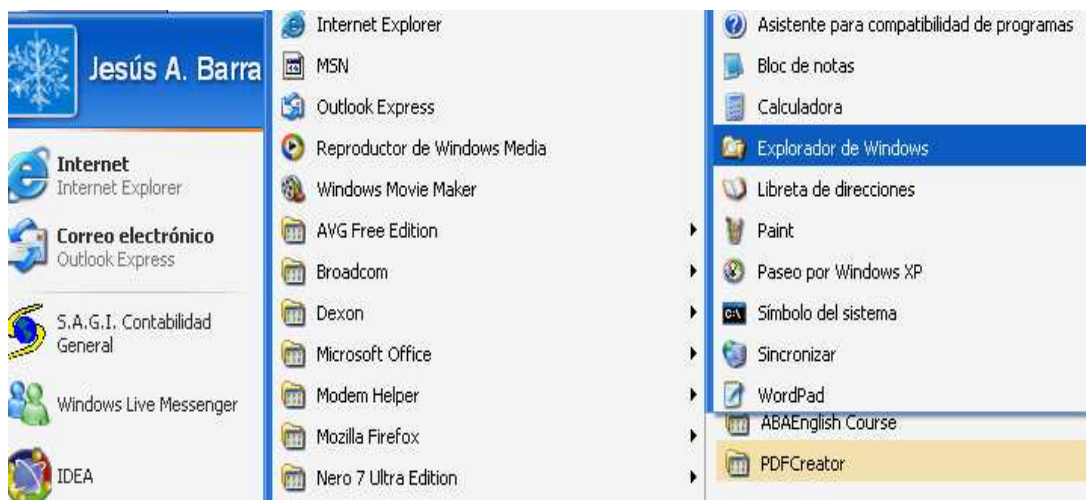 Jesús A. Barra
Internet
Internet Explorer
Correo electrónico
Outlook Express
S.A.G.I. Contabilidad
General
Windows Live Messenger
IDEA
Internet Explorer
MSN
Outlook Express
Reproductor de Windows Media
Windows Movie Maker
AVG Free Edition
Broadcom
Dexon
Microsoft Office
Modem Helper
Mozilla Firefox
Nero 7 Ultra Edition
Asistente para compatibilidad de programas
Bloc de notas
Calculadora
Explorador de Windows
Libreta de direcciones
Paint
Paseo por Windows XP
Símbolo del sistema
Sincronizar
WordPad
ABAEnglish Course
PDFCreator